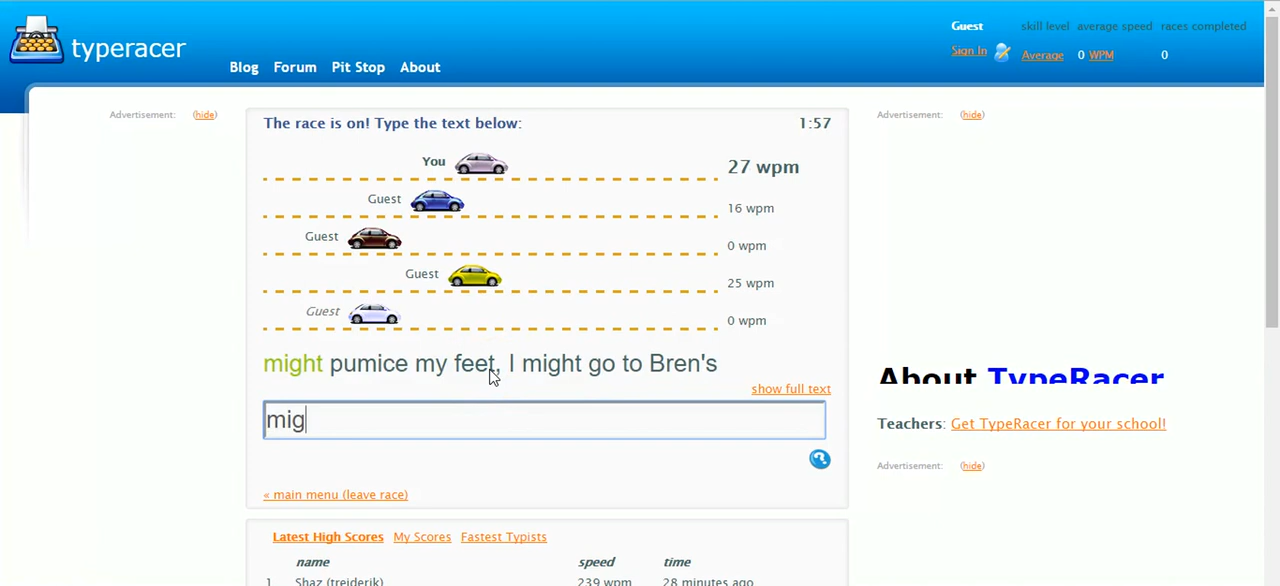 typeracer
Blog Forum Pit Stop About
Guest skill level average speed races completed
Sign In Average 0 WPM 0
Advertisement: (hide)
The race is on! Type the text below: 1:57
Advertisement: (hide)
You 27 wpm
Guest 16 wpm
Guest 0 wpm
Guest 25 wpm
Guest 0 wpm
might pumice my feet, I might go to Bren's
show full text
mig
« main menu (leave race)
About TypeRacer
Teachers: Get TypeRacer for your school!
Advertisement: (hide)
Latest High Scores My Scores Fastest Typists
name speed time
1 Shaz (treiderik) 239 wpm 28 minutes ago